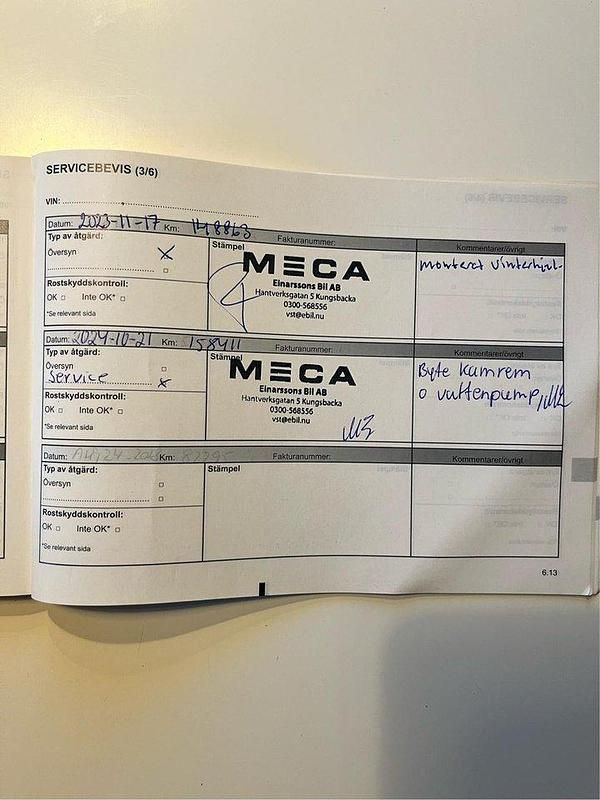 SERVICEBEVIS (3/6)
VIN:
Datum: 2023-11-17 Km: 148863 Fakturanummer: Kommentarer/övrigt
Typ av åtgärd:
Översyn X
Stämpel
MECA
Einarssons Bil AB
Hantverksgatan 5 Kungsbacka
0300-568556
vst@ebil.nu
monterat vinterhjul.
Rostskyddskontroll:
OK Inte OK*
*Se relevant sida
Datum: 2024-10-21 Km: 158411 Fakturanummer: Kommentarer/övrigt
Typ av åtgärd:
Översyn
Service x
Stämpel
MECA
Einarssons Bil AB
Hantverksgatan 5 Kungsbacka
0300-568556
vst@ebil.nu
Byte kamrem
o vattenpump
Rostskyddskontroll:
OK Inte OK*
*Se relevant sida
Datum: Km: Fakturanummer: Kommentarer/övrigt
Typ av åtgärd:
Översyn
Stämpel
Rostskyddskontroll:
OK Inte OK*
*Se relevant sida
6.13